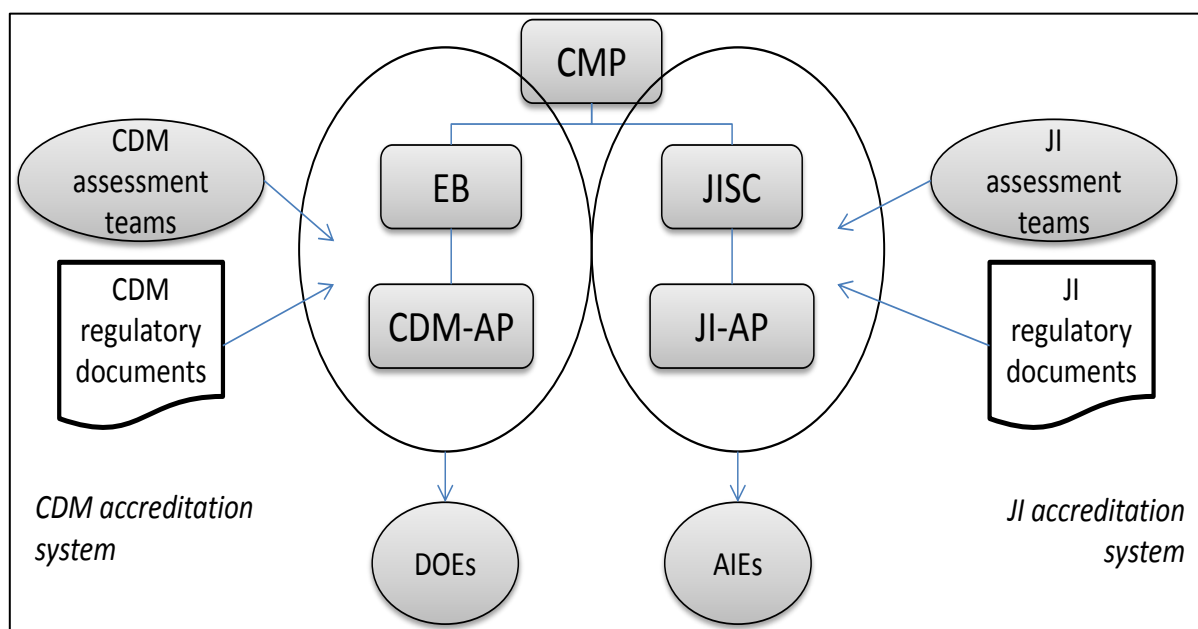 CMP
CDM
assessment
teams
EB
JISC
JI
assessment
teams
CDM
regulatory
documents
CDM-AP
JI-AP
JI
regulatory
documents
CDM accreditation
system
DOEs
AIEs
JI accreditation
system